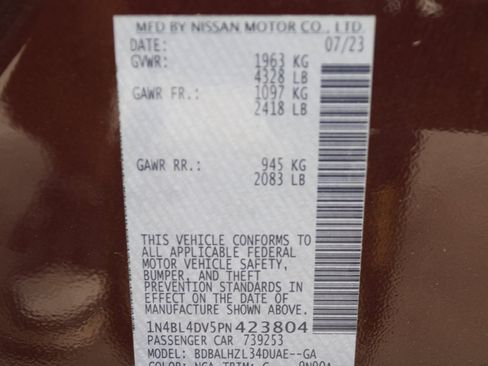 MFD BY NISSAN MOTOR CO., LTD
DATE: 07/23
GVWR: 1963 KG
4328 LB
GAWR FR.: 1097 KG
2418 LB
GAWR RR.: 945 KG
2083 LB
THIS VEHICLE CONFORMS TO
ALL APPLICABLE FEDERAL
MOTOR VEHICLE SAFETY,
BUMPER, AND THEFT
PREVENTION STANDARDS
IN EFFECT ON THE DATE OF
MANUFACTURE SHOWN ABOVE.
1N4BL4DV5PN423804
PASSENGER CAR 739253
MODEL: BDBALHZL34DUAE--GA
COLOR: NCA TRIM: G